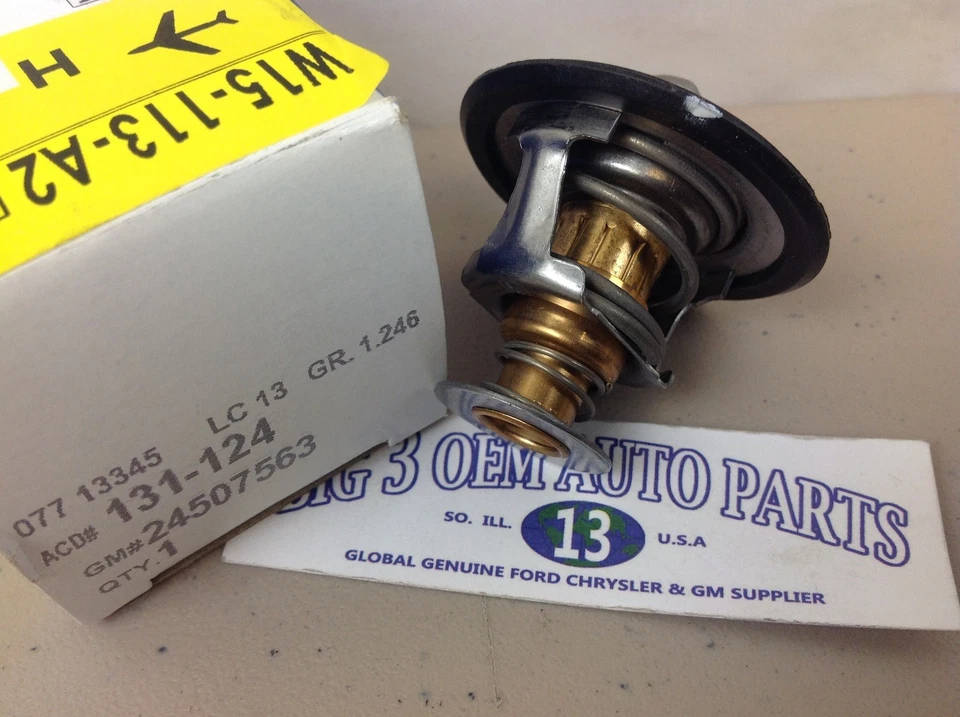 H
W15-113-A2
077 13345 LC 13 GR. 1.246
ACD# 131-124
GM# 24507563
QTY. 1
BIG 3 OEM AUTO PARTS
SO. ILL. 13 U.S.A
GLOBAL GENUINE FORD CHRYSLER & GM SUPPLIER